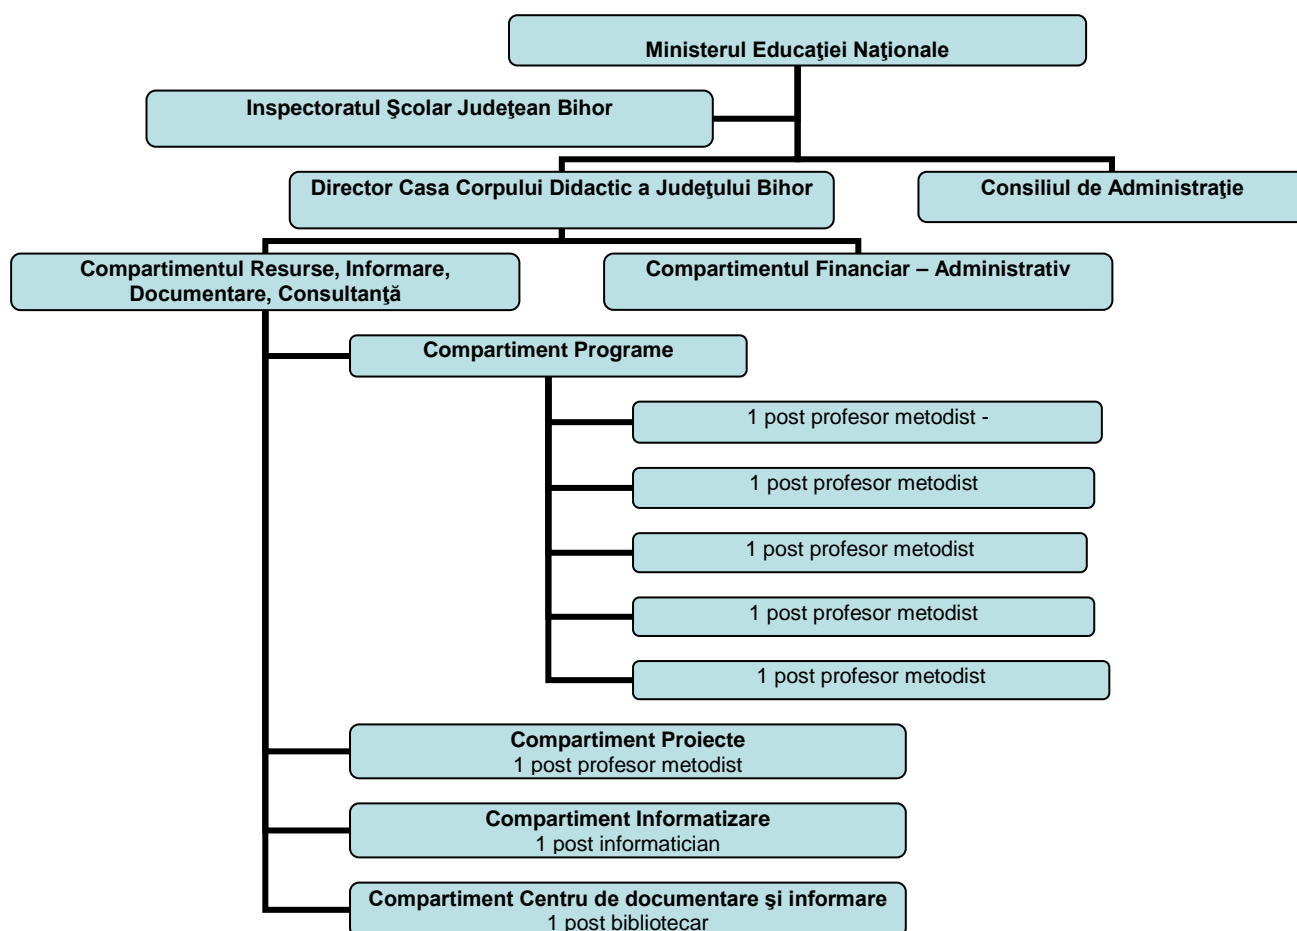 Ministerul Educaţiei Naţionale
Inspectoratul Şcolar Judeţean Bihor
Director Casa Corpului Didactic a Judeţului Bihor
Consiliul de Administraţie
Compartimentul Resurse, Informare,
Documentare, Consultanţă
Compartimentul Financiar – Administrativ
Compartiment Programe
1 post profesor metodist -
1 post profesor metodist
1 post profesor metodist
1 post profesor metodist
1 post profesor metodist
Compartiment Proiecte
1 post profesor metodist
Compartiment Informatizare
1 post informatician
Compartiment Centru de documentare şi informare
1 post bibliotecar